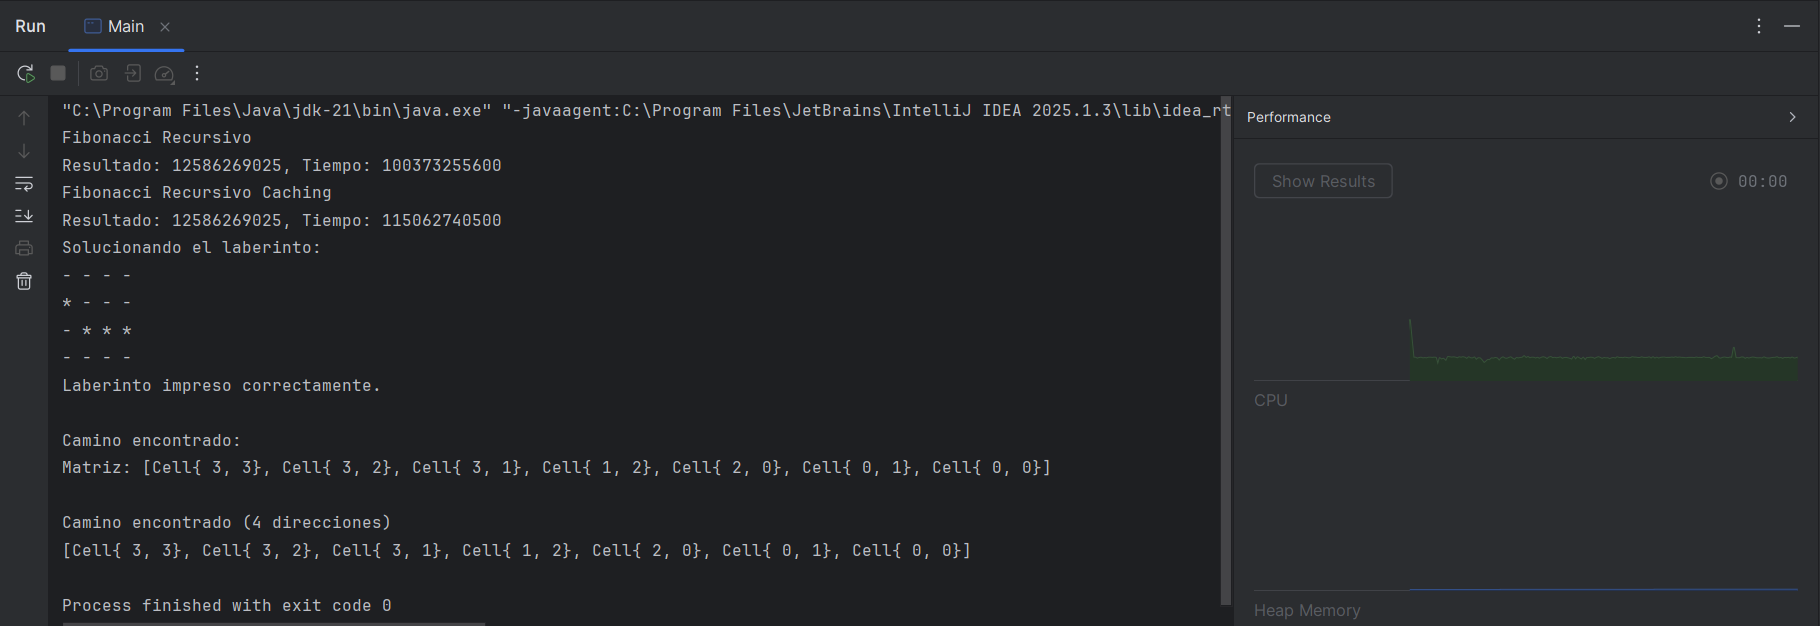 Run Main
"C:\Program Files\Java\jdk-21\bin\java.exe" "-javaagent:C:\Program Files\JetBrains\IntelliJ IDEA 2025.1.3\lib\idea_rt
Fibonacci Recursivo
Resultado: 12586269025, Tiempo: 100373255600
Fibonacci Recursivo Caching
Resultado: 12586269025, Tiempo: 115062740500
Solucionando el laberinto:
- - - -
* - - -
- * * *
- - - -
Laberinto impreso correctamente.
Camino encontrado:
Matriz: [Cell{ 3, 3}, Cell{ 3, 2}, Cell{ 3, 1}, Cell{ 1, 2}, Cell{ 2, 0}, Cell{ 0, 1}, Cell{ 0, 0}]
Camino encontrado (4 direcciones)
[Cell{ 3, 3}, Cell{ 3, 2}, Cell{ 3, 1}, Cell{ 1, 2}, Cell{ 2, 0}, Cell{ 0, 1}, Cell{ 0, 0}]
Process finished with exit code 0
Performance
Show Results 00:00
CPU
Heap Memory